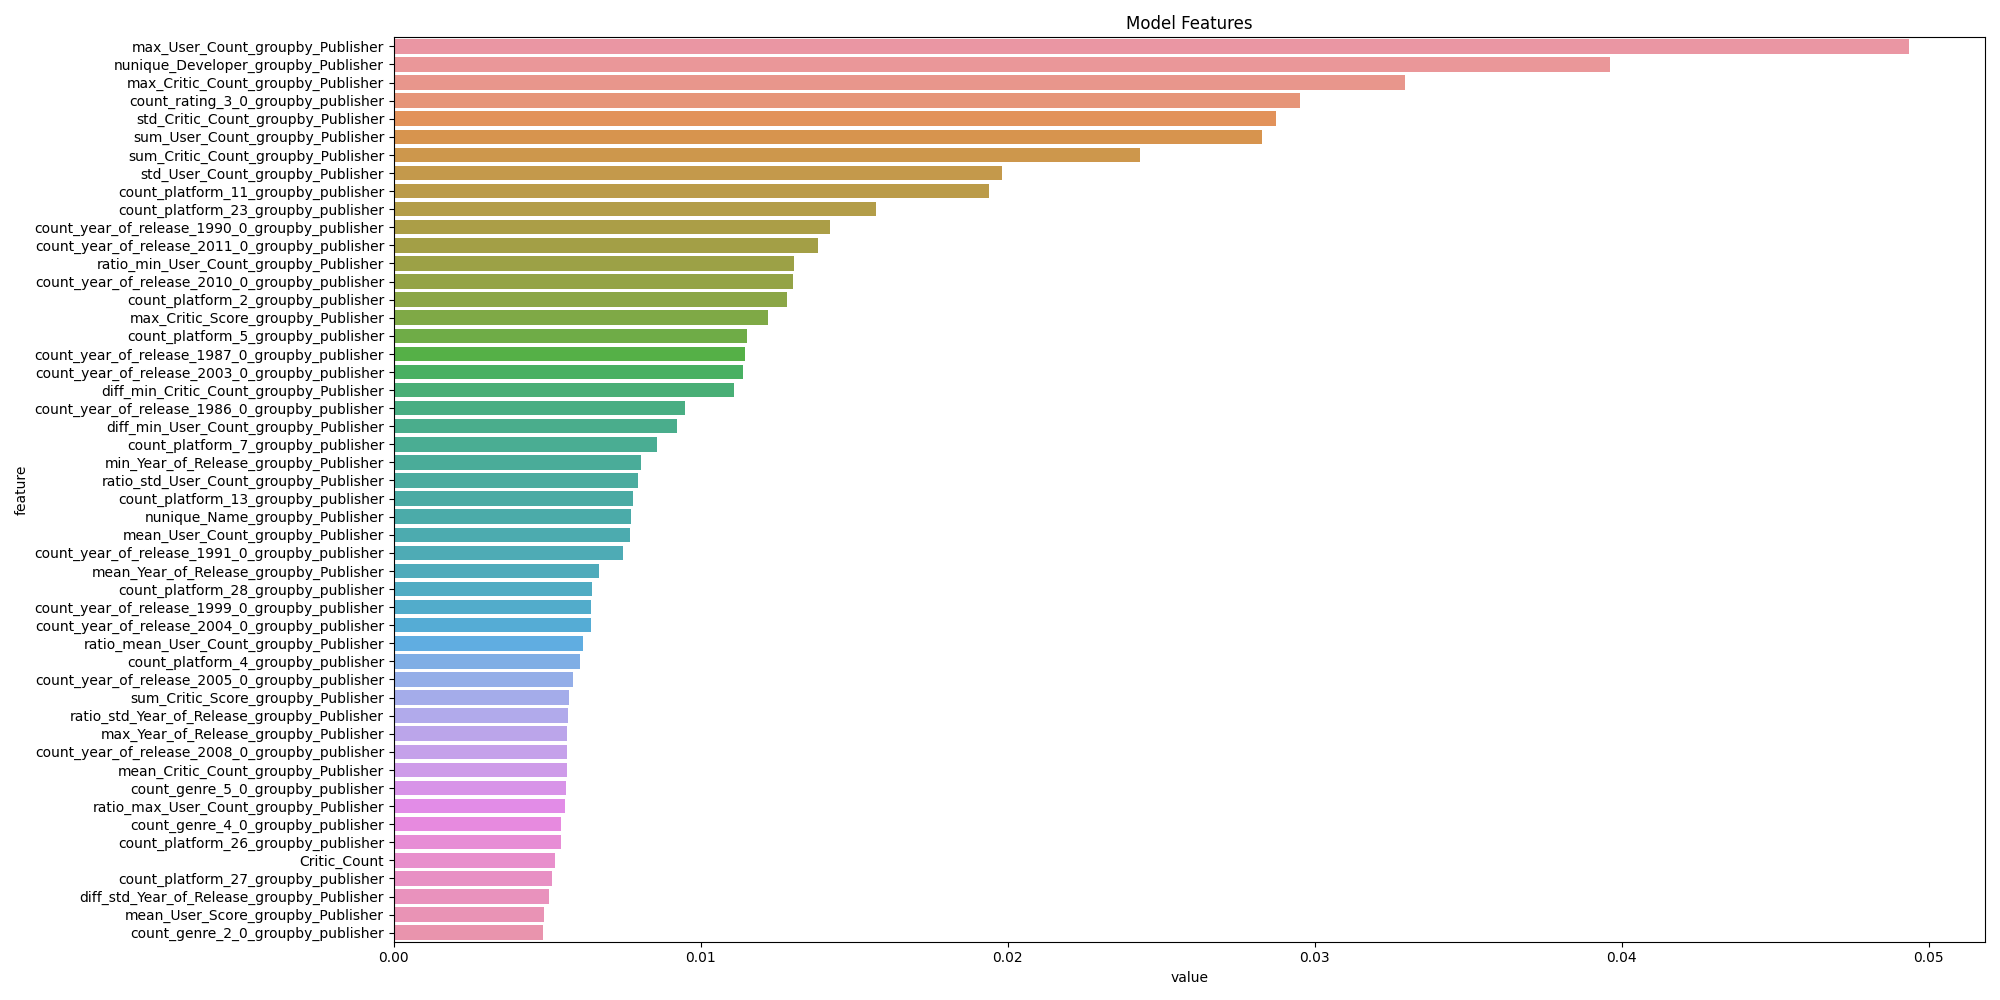 Model Features
max_User_Count_groupby_Publisher
nunique_Developer_groupby_Publisher
max_Critic_Count_groupby_Publisher
count_rating_3_0_groupby_publisher
std_Critic_Count_groupby_Publisher
sum_User_Count_groupby_Publisher
sum_Critic_Count_groupby_Publisher
std_User_Count_groupby_Publisher
count_platform_11_groupby_publisher
count_platform_23_groupby_publisher
count_year_of_release_1990_0_groupby_publisher
count_year_of_release_2011_0_groupby_publisher
ratio_min_User_Count_groupby_Publisher
count_year_of_release_2010_0_groupby_publisher
count_platform_2_groupby_publisher
max_Critic_Score_groupby_Publisher
count_platform_5_groupby_publisher
count_year_of_release_1987_0_groupby_publisher
count_year_of_release_2003_0_groupby_publisher
diff_min_Critic_Count_groupby_Publisher
count_year_of_release_1986_0_groupby_publisher
diff_min_User_Count_groupby_Publisher
count_platform_7_groupby_publisher
min_Year_of_Release_groupby_Publisher
ratio_std_User_Count_groupby_Publisher
count_platform_13_groupby_publisher
nunique_Name_groupby_Publisher
mean_User_Count_groupby_Publisher
count_year_of_release_1991_0_groupby_publisher
mean_Year_of_Release_groupby_Publisher
count_platform_28_groupby_publisher
count_year_of_release_1999_0_groupby_publisher
count_year_of_release_2004_0_groupby_publisher
ratio_mean_User_Count_groupby_Publisher
count_platform_4_groupby_publisher
count_year_of_release_2005_0_groupby_publisher
sum_Critic_Score_groupby_Publisher
ratio_std_Year_of_Release_groupby_Publisher
max_Year_of_Release_groupby_Publisher
count_year_of_release_2008_0_groupby_publisher
mean_Critic_Count_groupby_Publisher
count_genre_5_0_groupby_publisher
ratio_max_User_Count_groupby_Publisher
count_genre_4_0_groupby_publisher
count_platform_26_groupby_publisher
Critic_Count
count_platform_27_groupby_publisher
diff_std_Year_of_Release_groupby_Publisher
mean_User_Score_groupby_Publisher
count_genre_2_0_groupby_publisher
feature
0.00 0.01 0.02 0.03 0.04 0.05
value